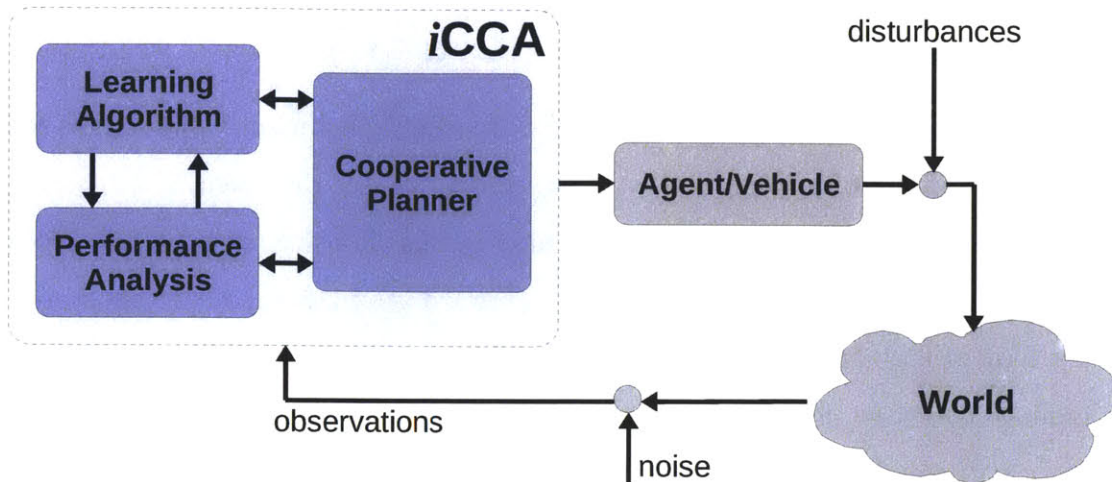 iCCA
disturbances
Learning
Algorithm
Cooperative
Planner
Agent/Vehicle
Performance
Analysis
World
observations
noise